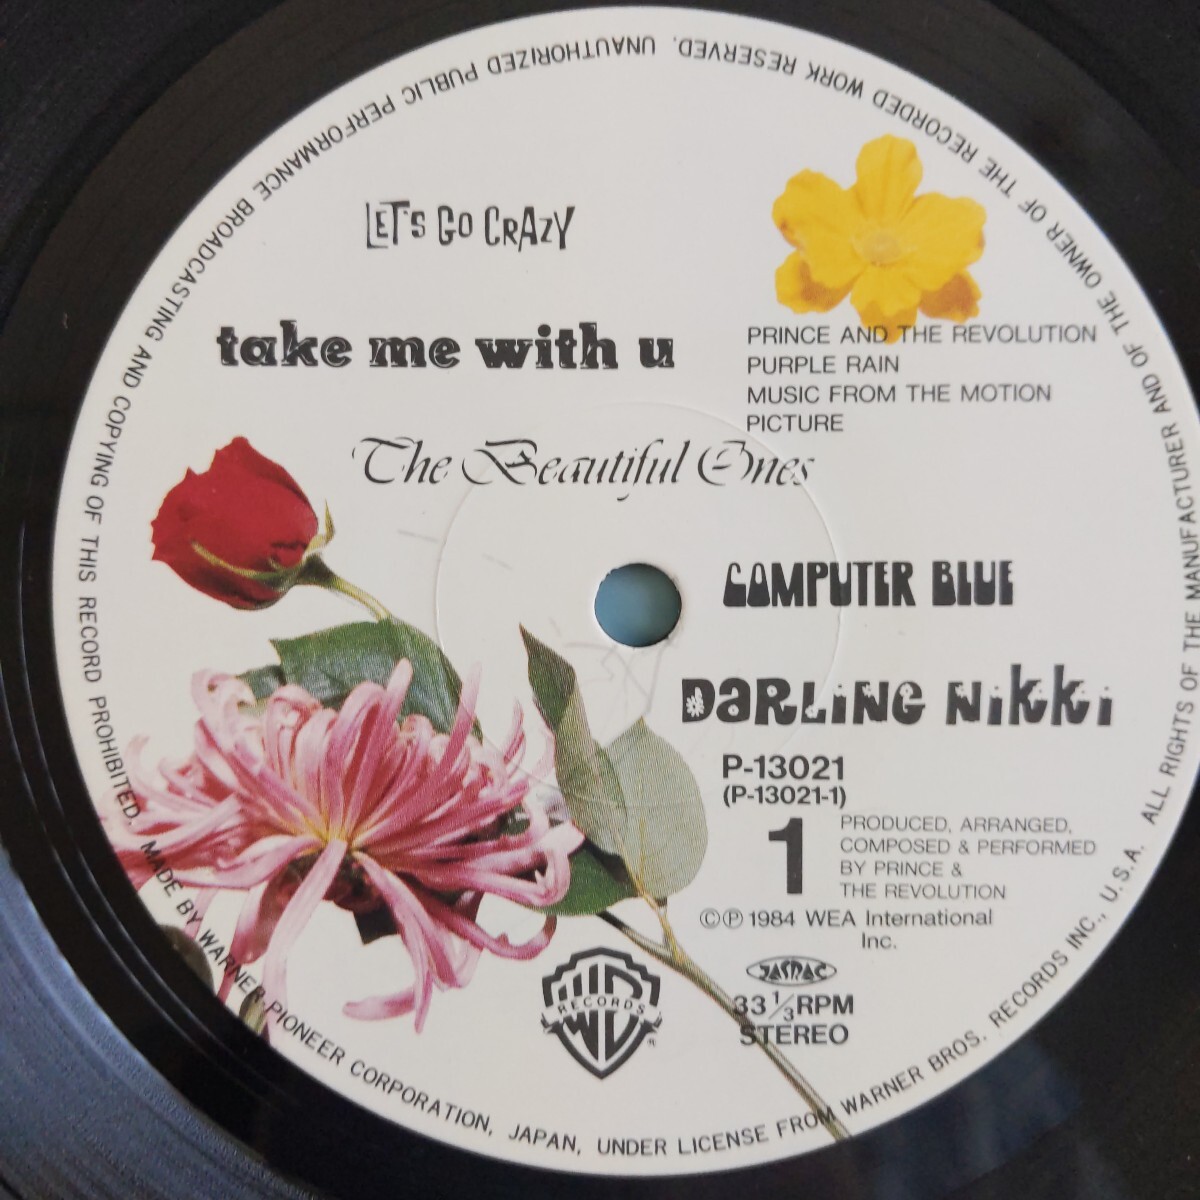 LET'S GO CRAZY
take me with u
The Beautiful Ones
COMPUTER BLUE
DARLING NIKKI
PRINCE AND THE REVOLUTION
PURPLE RAIN
MUSIC FROM THE MOTION
PICTURE
P-13021
(P-13021-1)
1
PRODUCED, ARRANGED,
COMPOSED & PERFORMED
BY PRINCE &
THE REVOLUTION
©℗ 1984 WEA International
Inc.
JASRAC
33 1/3 RPM
STEREO
WB
RECORDS
®
ALL RIGHTS OF THE MANUFACTURER AND OF THE OWNER OF THE RECORDED WORK RESERVED. UNAUTHORIZED PUBLIC PERFORMANCE BROADCASTING AND COPYING OF THIS RECORD PROHIBITED. MADE BY WARNER-PIONEER CORPORATION, JAPAN, UNDER LICENSE FROM WARNER BROS. RECORDS INC., U.S.A.